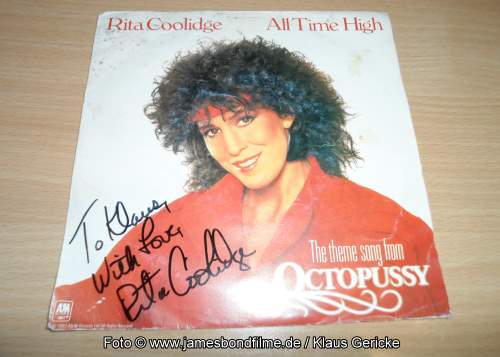 Rita Coolidge All Time High
To Klaus,
With Love,
Rita Coolidge
The theme song from
OCTOPUSSY
A&M
Foto © www.jamesbondfilme.de / Klaus Gericke